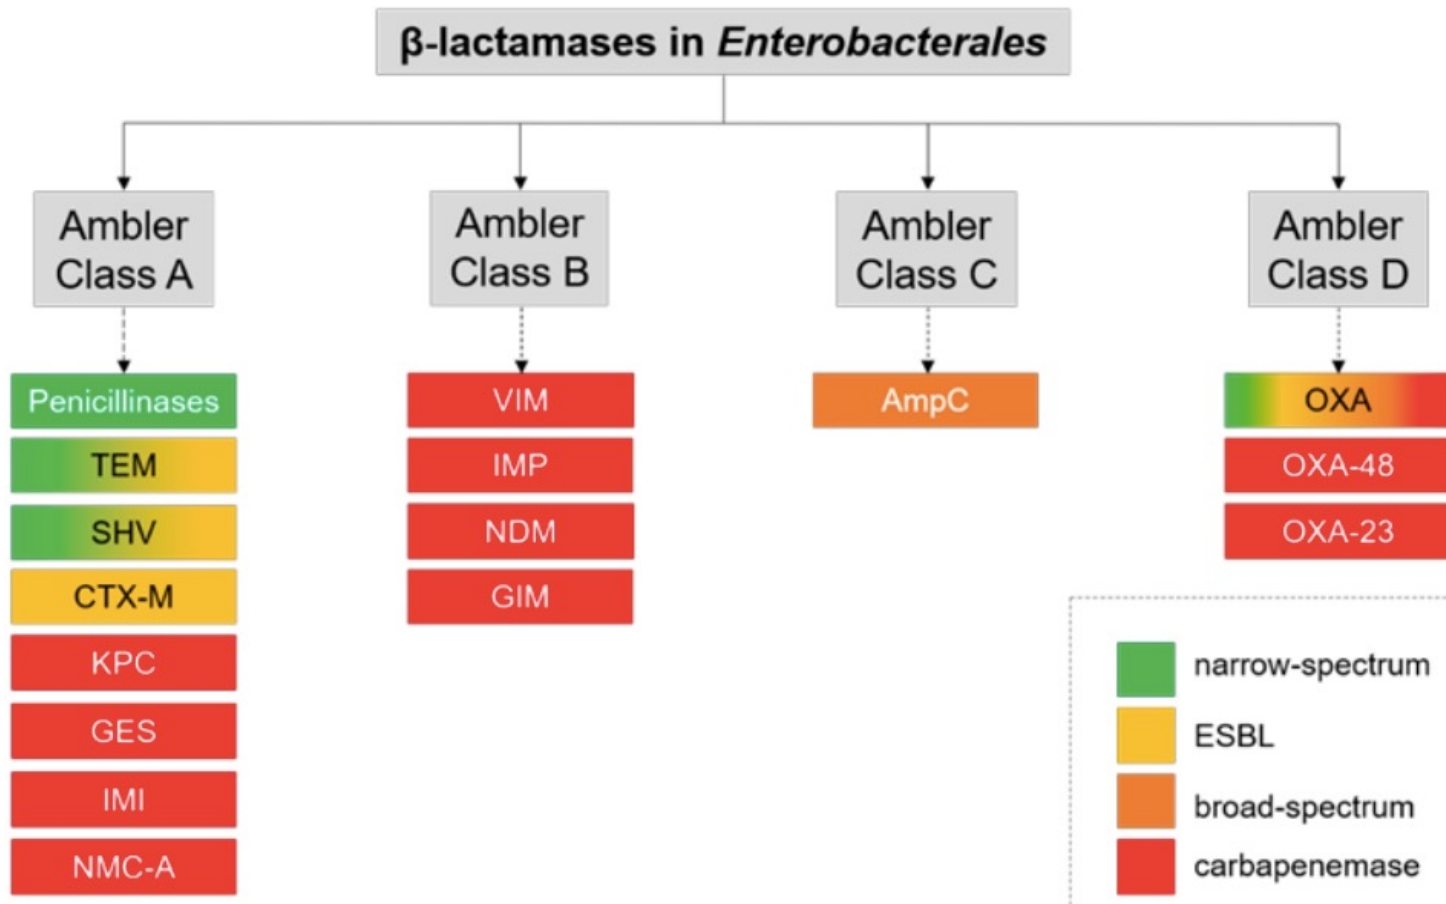 β-lactamases in Enterobacterales
Ambler
Class A
Ambler
Class B
Ambler
Class C
Ambler
Class D
Penicillinases
TEM
SHV
CTX-M
KPC
GES
IMI
NMC-A
VIM
IMP
NDM
GIM
AmpC
OXA
OXA-48
OXA-23
narrow-spectrum
ESBL
broad-spectrum
carbapenemase